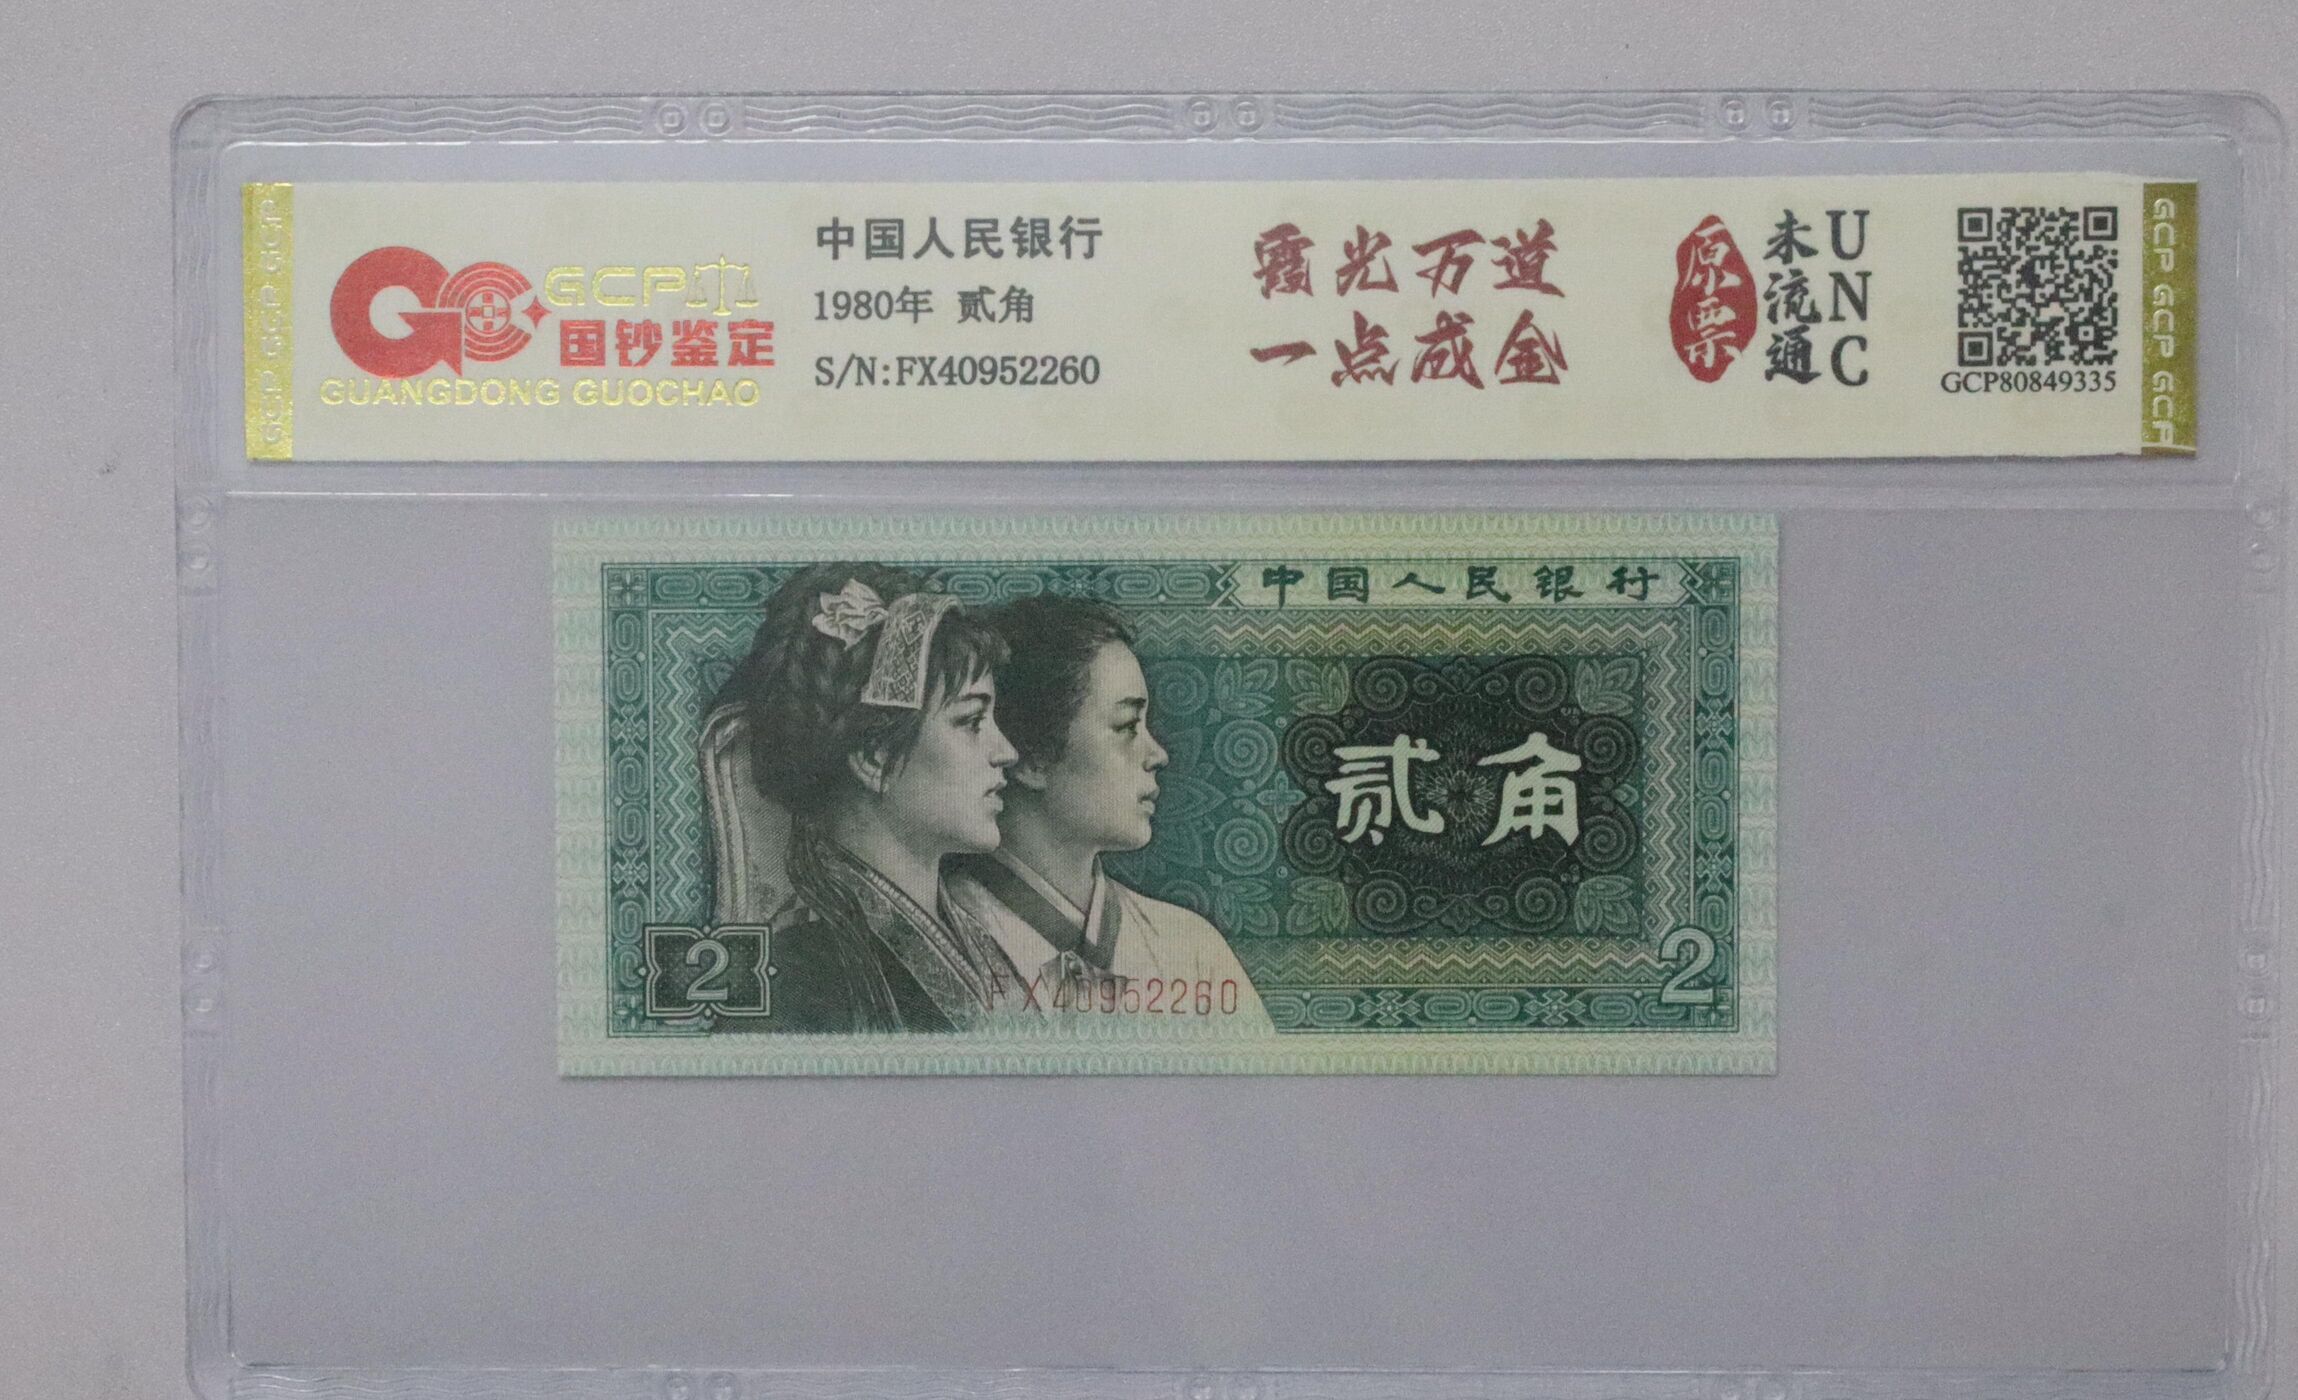 GCP
国钞鉴定
GUANGDONG GUOCHAO
中国人民银行
1980年 贰角
S/N:FX40952260
霞光万道
一点成金
原票
未流通
UNC
GCP80849335
GCP GCP GCP
GCP GCP GCP GCP
中国人民银行
贰角
2
2
FX40952260